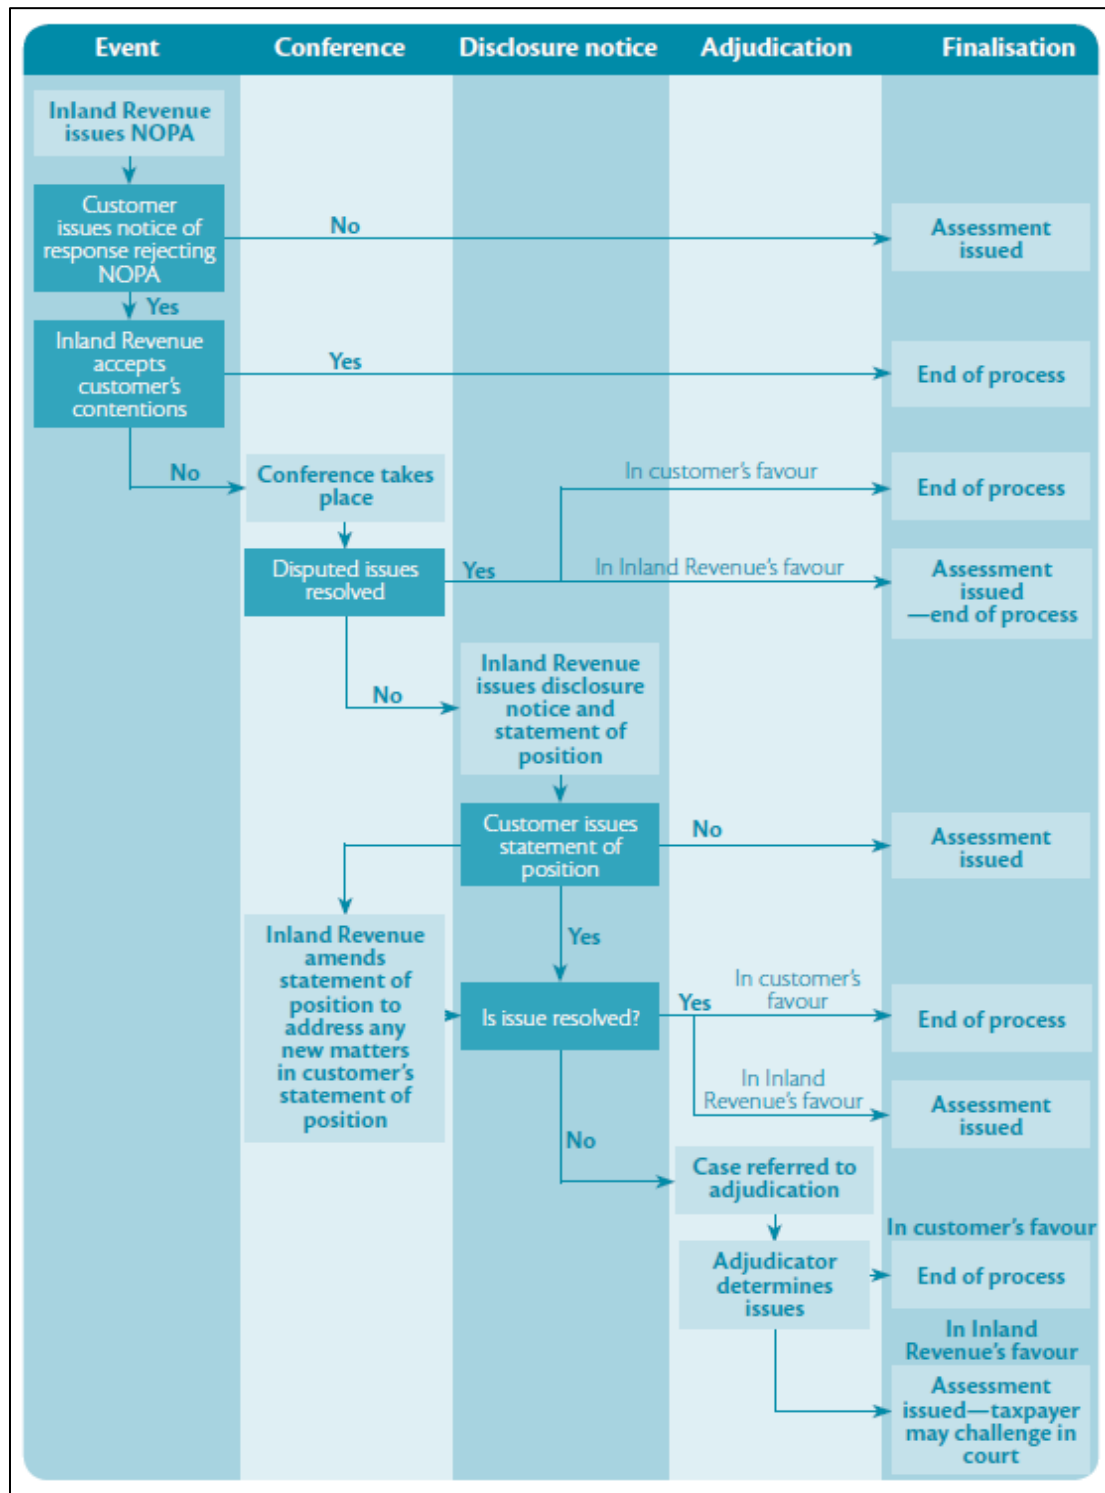 Event
Conference
Disclosure notice
Adjudication
Finalisation
Inland Revenue
issues NOPA
Customer
issues notice of
response rejecting
NOPA
No
Assessment
issued
Yes
Inland Revenue
accepts
customer's
contentions
Yes
End of process
No
Conference takes
place
In customer's favour
End of process
Disputed issues
resolved
Yes
In Inland Revenue's favour
Assessment
issued
—end of process
No
Inland Revenue
issues disclosure
notice and
statement of
position
Customer issues
statement of
position
No
Assessment
issued
Yes
Inland Revenue
amends
statement of
position to
address any
new matters
in customer's
statement of
position
Is issue resolved?
Yes
In customer's
favour
End of process
In Inland
Revenue's favour
Assessment
issued
No
Case referred to
adjudication
Adjudicator
determines
issues
In customer's favour
End of process
In Inland
Revenue's favour
Assessment
issued—taxpayer
may challenge in
court